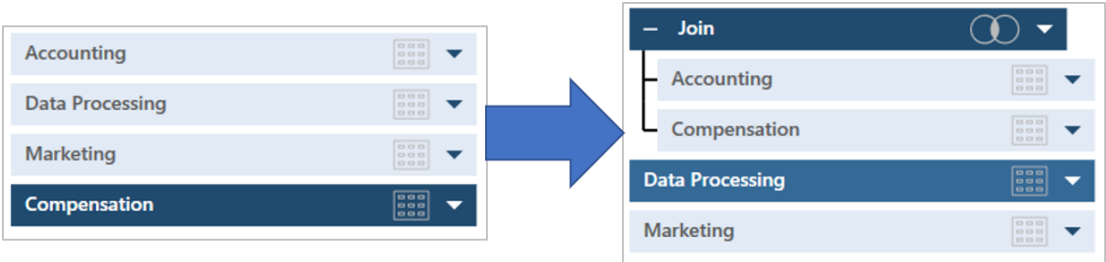 Accounting
Data Processing
Marketing
Compensation
Join
Accounting
Compensation
Data Processing
Marketing